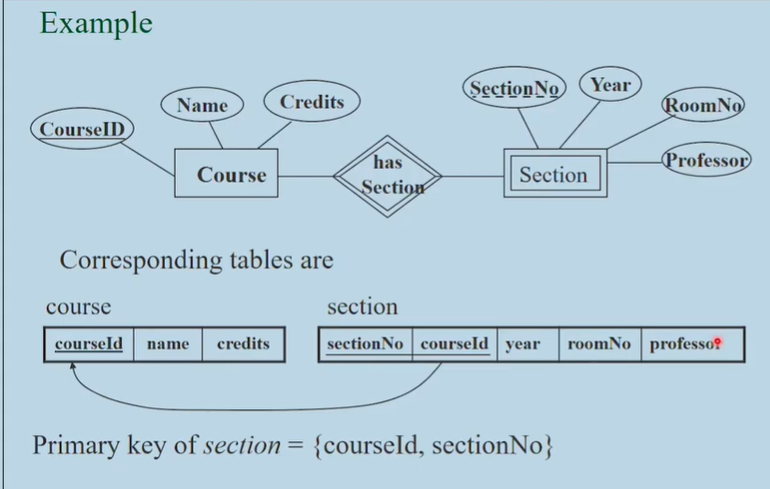 Example
SectionNo
Year
Name
Credits
RoomNo
CourseID
has
Section
Professor
Course
Section
Corresponding tables are
course
section
courseId name credits
sectionNo courseId year roomNo professor
Primary key of section = {courseId, sectionNo}